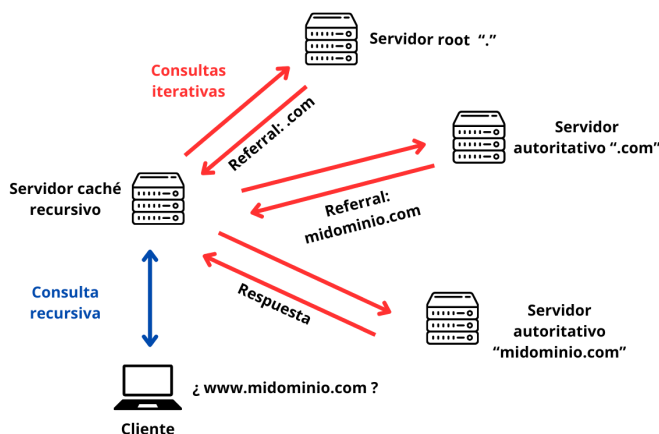 Servidor root “.”
Consultas
iterativas
Referral: .com
Servidor
autoritativo “.com”
Servidor caché
recursivo
Referral:
midominio.com
Consulta
recursiva
Respuesta
Servidor
autoritativo
“midominio.com”
¿ www.midominio.com ?
Cliente